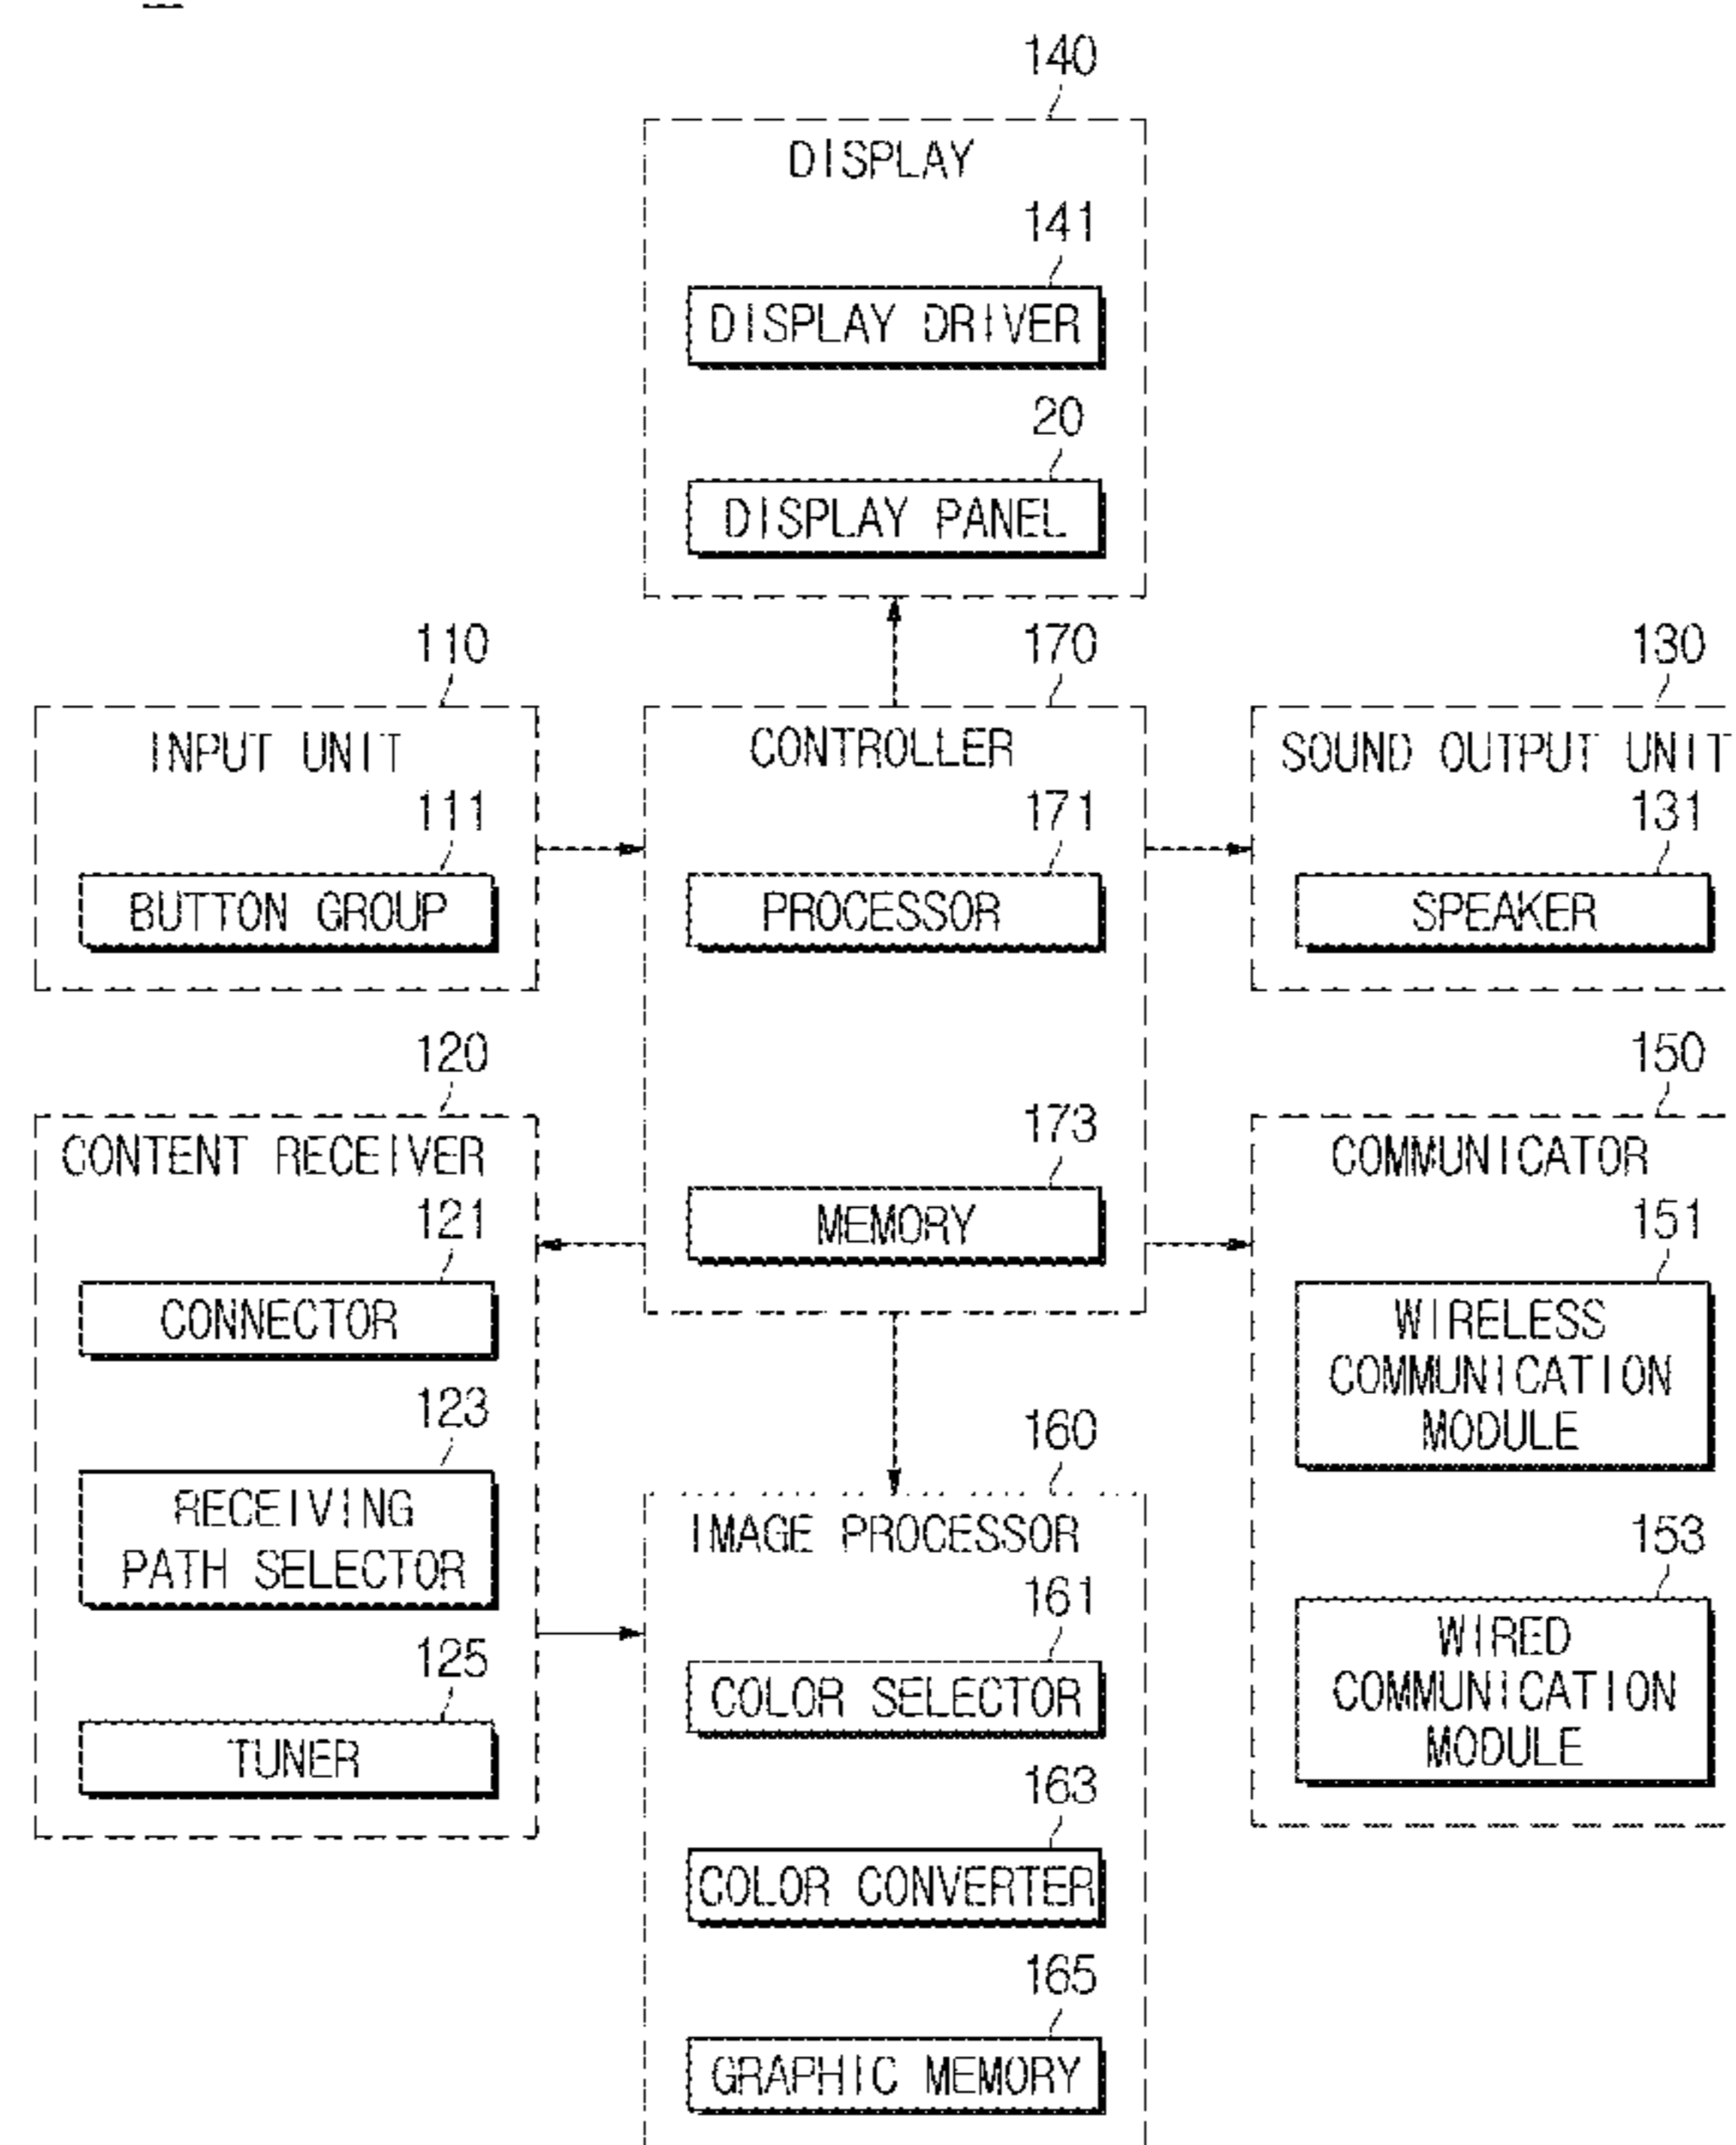 140
DISPLAY
141
DISPLAY DRIVER
20
DISPLAY PANEL
110
INPUT UNIT
111
BUTTON GROUP
170
CONTROLLER
171
PROCESSOR
173
MEMORY
130
SOUND OUTPUT UNIT
131
SPEAKER
120
CONTENT RECEIVER
121
CONNECTOR
123
RECEIVING
PATH SELECTOR
125
TUNER
150
COMMUNICATOR
151
WIRELESS
COMMUNICATION
MODULE
153
WIRED
COMMUNICATION
MODULE
160
IMAGE PROCESSOR
161
COLOR SELECTOR
163
COLOR CONVERTER
165
GRAPHIC MEMORY